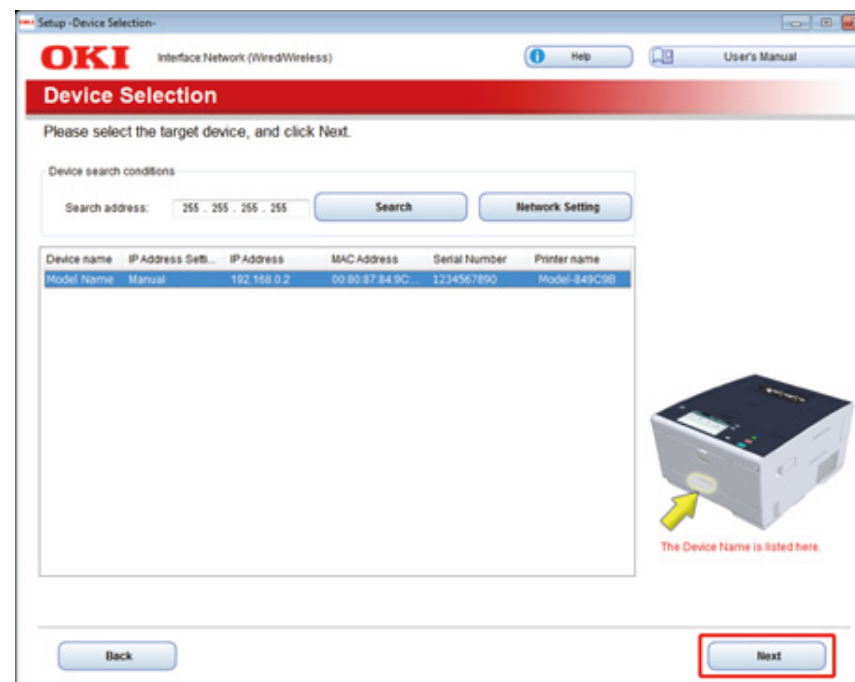 Setup -Device Selection-
OKI Interface:Network (Wired/Wireless) Help User's Manual
Device Selection
Please select the target device, and click Next.
Device search conditions
Search address: 255 . 255 . 255 . 255 Search Network Setting
Device name IP Address Setti... IP Address MAC Address Serial Number Printer name
Model Name Manual 192.168.0.2 00:80:87:84:9C:... 1234567890 Model-849C9B
The Device Name is listed here.
Back Next